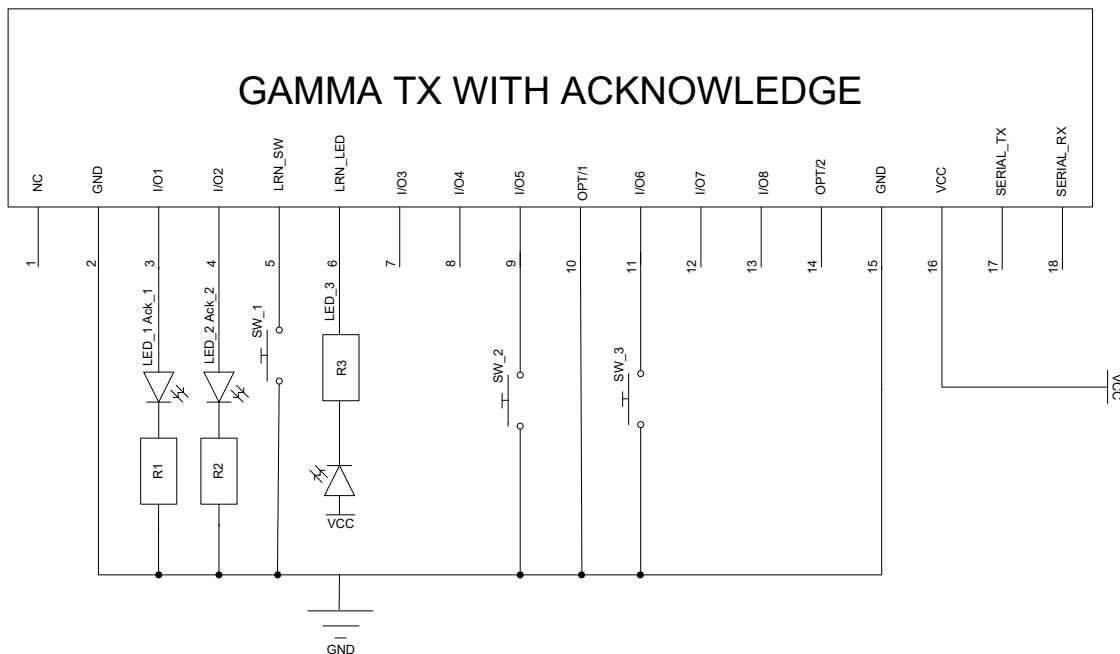 GAMMA TX WITH ACKNOWLEDGE
NC
GND
I/O1
I/O2
LRN_SW
LRN_LED
I/O3
I/O4
I/O5
OPT/1
I/O6
I/O7
I/O8
OPT/2
GND
VCC
SERIAL_TX
SERIAL_RX
1
2
3
4
5
6
7
8
9
10
11
12
13
14
15
16
17
18
LED_1 Ack_1
LED_2 Ack_2
SW_1
LED_3
SW_2
SW_3
R1
R2
R3
VCC
VCC
GND